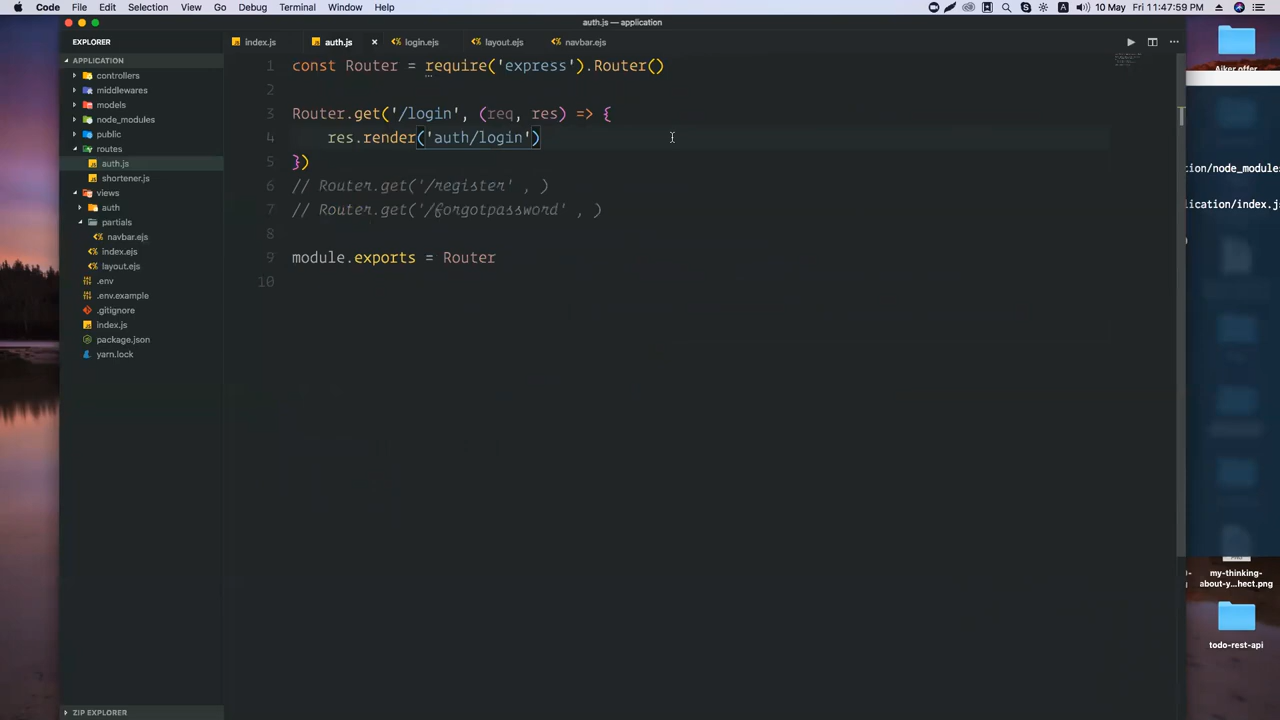 Code File Edit Selection View Go Debug Terminal Window Help 10 May Fri 11:47:59
auth.js — application
EXPLORER
index.js auth.js login.ejs layout.ejs navbar.ejs
APPLICATION
controllers
middlewares
models
node_modules
public
routes
auth.js
shortener.js
views
auth
partials
navbar.ejs
index.ejs
layout.ejs
.env
.env.example
.gitignore
index.js
package.json
yarn.lock
ZIP EXPLORER
1 const Router = require('express').Router()
2
3 Router.get('/login', (req, res) => {
4 res.render('auth/login')
5 })
6 // Router.get('/register' , )
7 // Router.get('/forgotpassword' , )
8
9 module.exports = Router
10
Aiker offer
ication/node_modules
lication/index.js
my-thinking-
about-y...hect.png
todo-rest-api